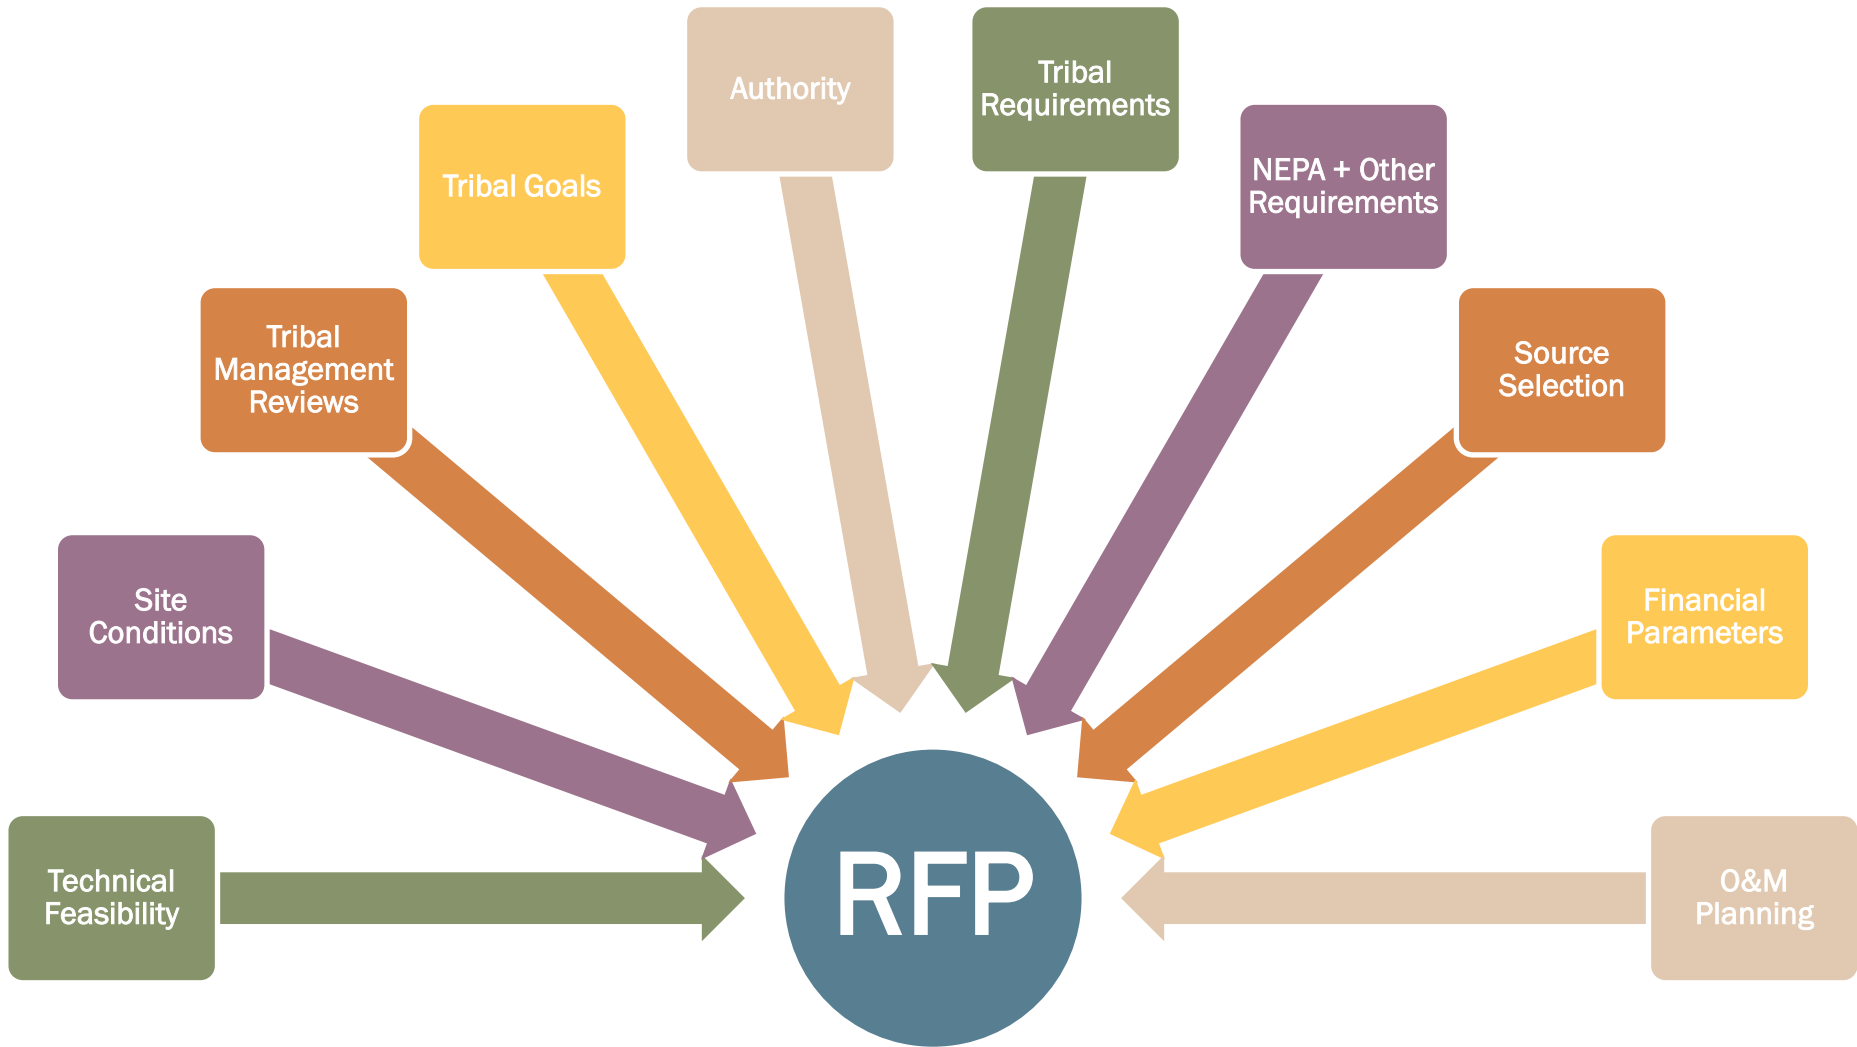 Technical
Feasibility
Site
Conditions
Tribal
Management
Reviews
Tribal Goals
Authority
Tribal
Requirements
NEPA + Other
Requirements
Source
Selection
Financial
Parameters
O&M
Planning
RFP